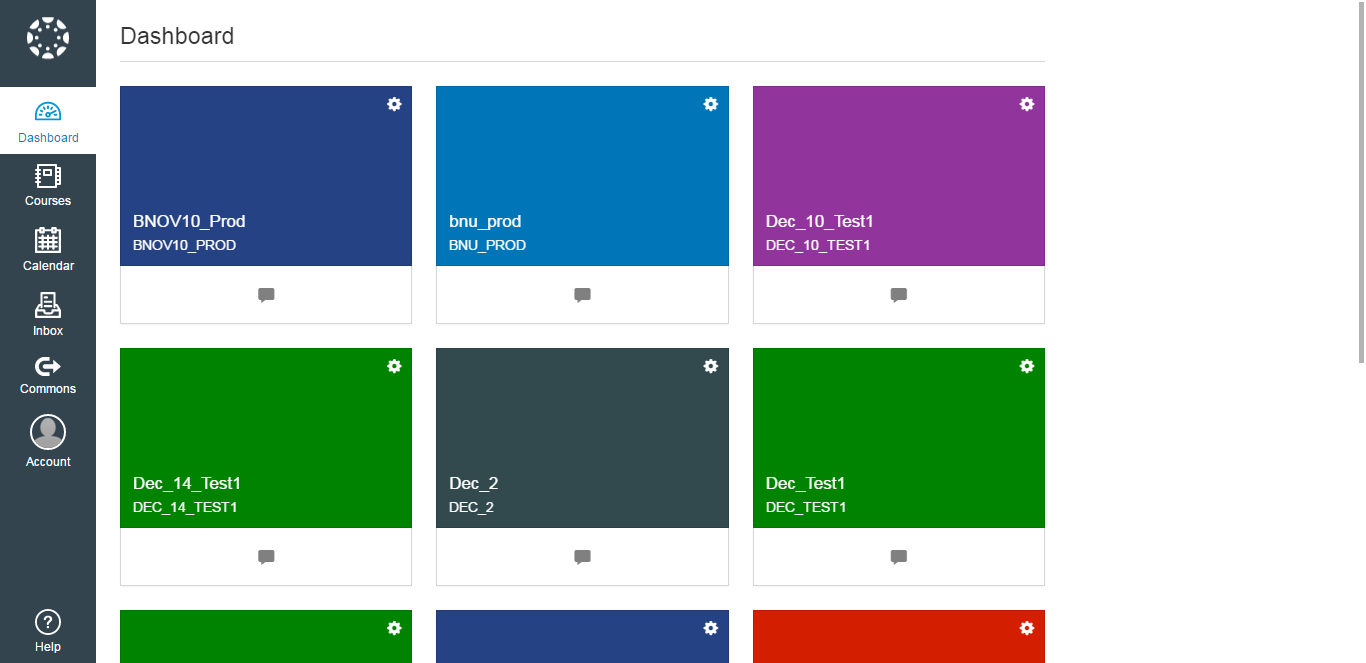 Dashboard
Dashboard
Courses
Calendar
Inbox
Commons
Account
? Help
BNOV10_Prod
BNOV10_PROD
bnu_prod
BNU_PROD
Dec_10_Test1
DEC_10_TEST1
Dec_14_Test1
DEC_14_TEST1
Dec_2
DEC_2
Dec_Test1
DEC_TEST1